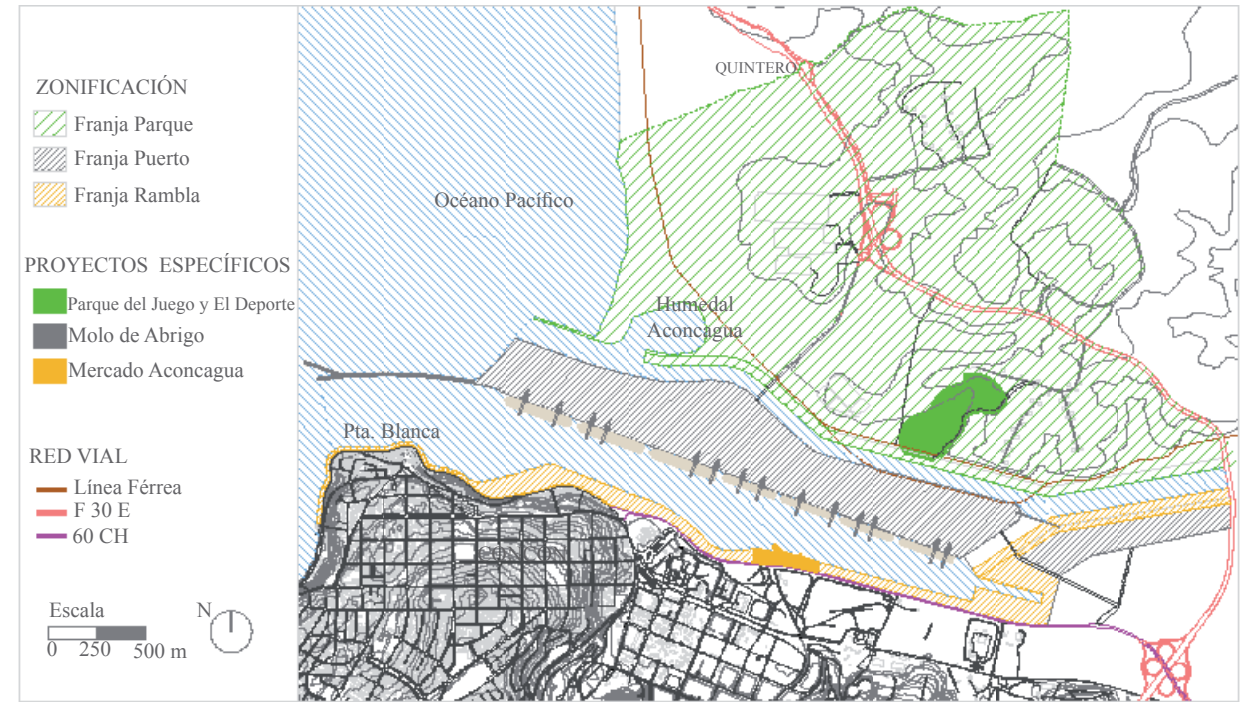 ZONIFICACIÓN
Franja Parque
Franja Puerto
Franja Rambla
PROYECTOS ESPECÍFICOS
Parque del Juego y El Deporte
Molo de Abrigo
Mercado Aconcagua
RED VIAL
Línea Férrea
F 30 E
60 CH
Escala
N
0 250 500 m
QUINTERO
Océano Pacífico
Humedal
Aconcagua
Pta. Blanca